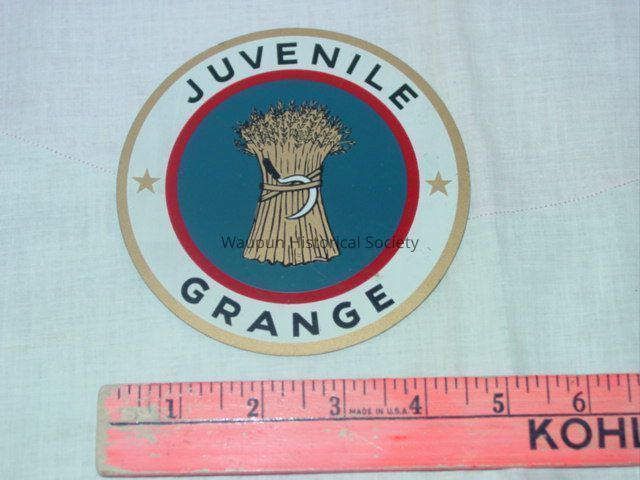 JUVENILE
Waupun Historical Society
GRANGE
1 2 3 MADE IN U.S.A. 4 5 6
KOHL